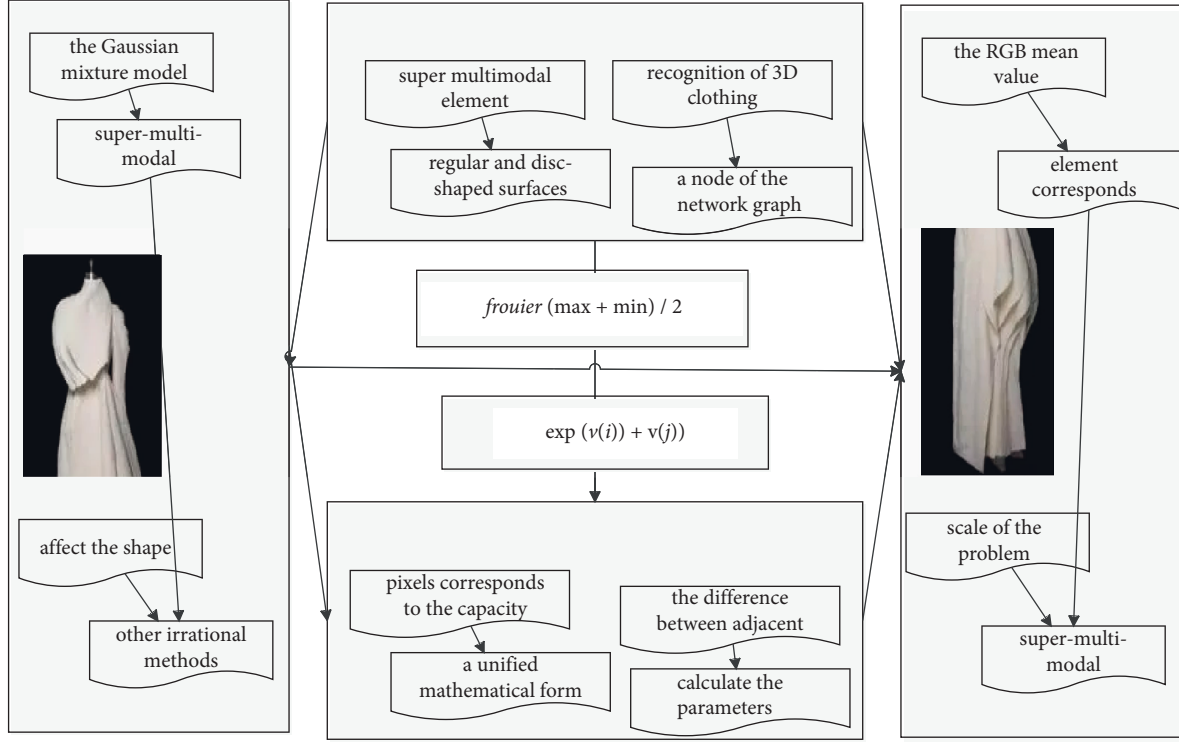 the Gaussian
mixture model
super-multi-
modal
affect the shape
other irrational
methods
super multimodal
element
regular and disc-
shaped surfaces
recognition of 3D
clothing
a node of the
network graph
frouier (max + min) / 2
exp (v(i)) + v(j))
pixels corresponds
to the capacity
a unified
mathematical form
the difference
between adjacent
calculate the
parameters
the RGB mean
value
element
corresponds
scale of the
problem
super-multi-
modal